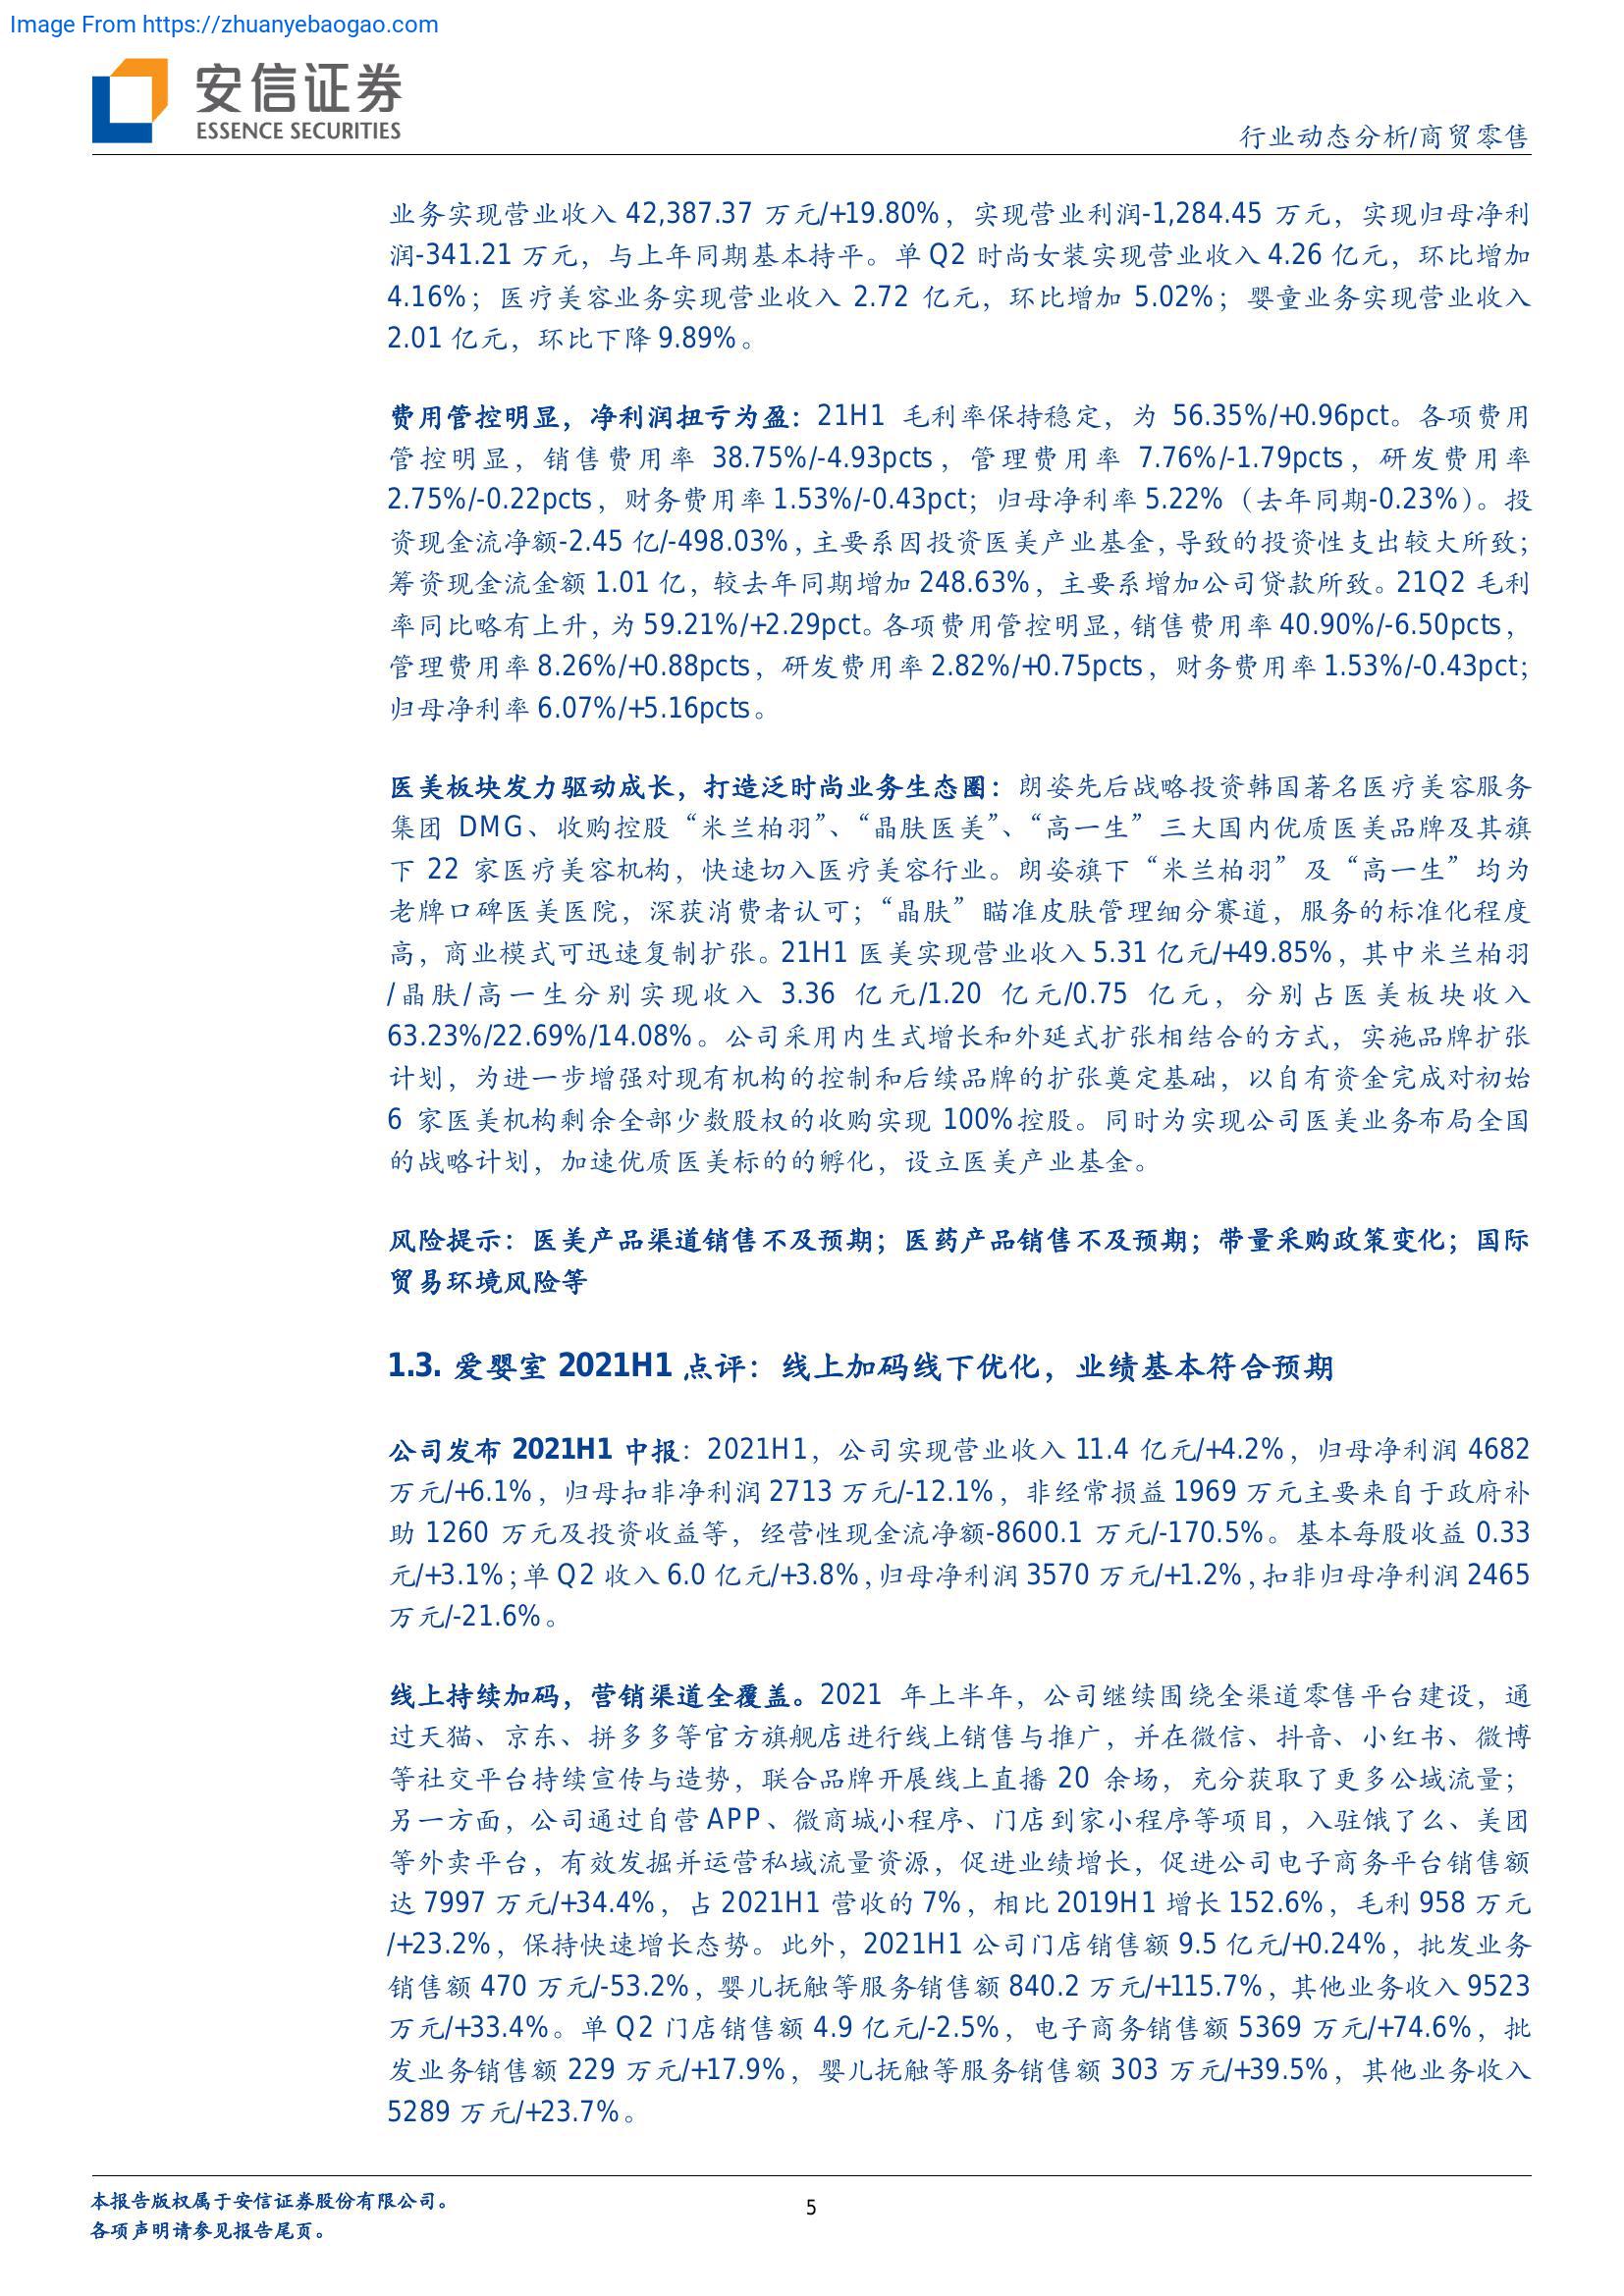 Image From https://zhuanyebaogao.com
安信证券
ESSENCE SECURITIES
行业动态分析/商贸零售
业务实现营业收入 42,387.37 万元/+19.80%，实现营业利润-1,284.45 万元，实现归母净利
润-341.21 万元，与上年同期基本持平。单 Q2 时尚女装实现营业收入 4.26 亿元，环比增加
4.16%；医疗美容业务实现营业收入 2.72 亿元，环比增加 5.02%；婴童业务实现营业收入
2.01 亿元，环比下降 9.89%。
费用管控明显，净利润扭亏为盈：21H1 毛利率保持稳定，为 56.35%/+0.96pct。各项费用
管控明显，销售费用率 38.75%/-4.93pcts，管理费用率 7.76%/-1.79pcts，研发费用率
2.75%/-0.22pcts，财务费用率 1.53%/-0.43pct；归母净利率 5.22%（去年同期-0.23%）。投
资现金流净额-2.45 亿/-498.03%，主要系因投资医美产业基金，导致的投资性支出较大所致；
筹资现金流金额 1.01 亿，较去年同期增加 248.63%，主要系增加公司贷款所致。21Q2 毛利
率同比略有上升，为 59.21%/+2.29pct。各项费用管控明显，销售费用率 40.90%/-6.50pcts，
管理费用率 8.26%/+0.88pcts，研发费用率 2.82%/+0.75pcts，财务费用率 1.53%/-0.43pct；
归母净利率 6.07%/+5.16pcts。
医美板块发力驱动成长，打造泛时尚业务生态圈：朗姿先后战略投资韩国著名医疗美容服务
集团 DMG、收购控股“米兰柏羽”、“晶肤医美”、“高一生”三大国内优质医美品牌及其旗
下 22 家医疗美容机构，快速切入医疗美容行业。朗姿旗下“米兰柏羽”及“高一生”均为
老牌口碑医美医院，深获消费者认可；“晶肤”瞄准皮肤管理细分赛道，服务的标准化程度
高，商业模式可迅速复制扩张。21H1 医美实现营业收入 5.31 亿元/+49.85%，其中米兰柏羽
/晶肤/高一生分别实现收入 3.36 亿元/1.20 亿元/0.75 亿元，分别占医美板块收入
63.23%/22.69%/14.08%。公司采用内生式增长和外延式扩张相结合的方式，实施品牌扩张
计划，为进一步增强对现有机构的控制和后续品牌的扩张奠定基础，以自有资金完成对初始
6 家医美机构剩余全部少数股权的收购实现 100%控股。同时为实现公司医美业务布局全国
的战略计划，加速优质医美标的的孵化，设立医美产业基金。
风险提示：医美产品渠道销售不及预期；医药产品销售不及预期；带量采购政策变化；国际
贸易环境风险等
1.3. 爱婴室 2021H1 点评：线上加码线下优化，业绩基本符合预期
公司发布 2021H1 中报：2021H1，公司实现营业收入 11.4 亿元/+4.2%，归母净利润 4682
万元/+6.1%，归母扣非净利润 2713 万元/-12.1%，非经常损益 1969 万元主要来自于政府补
助 1260 万元及投资收益等，经营性现金流净额-8600.1 万元/-170.5%。基本每股收益 0.33
元/+3.1%；单 Q2 收入 6.0 亿元/+3.8%，归母净利润 3570 万元/+1.2%，扣非归母净利润 2465
万元/-21.6%。
线上持续加码，营销渠道全覆盖。2021 年上半年，公司继续围绕全渠道零售平台建设，通
过天猫、京东、拼多多等官方旗舰店进行线上销售与推广，并在微信、抖音、小红书、微博
等社交平台持续宣传与造势，联合品牌开展线上直播 20 余场，充分获取了更多公域流量；
另一方面，公司通过自营 APP、微商城小程序、门店到家小程序等项目，入驻饿了么、美团
等外卖平台，有效发掘并运营私域流量资源，促进业绩增长，促进公司电子商务平台销售额
达 7997 万元/+34.4%，占 2021H1 营收的 7%，相比 2019H1 增长 152.6%，毛利 958 万元
/+23.2%，保持快速增长态势。此外，2021H1 公司门店销售额 9.5 亿元/+0.24%，批发业务
销售额 470 万元/-53.2%，婴儿抚触等服务销售额 840.2 万元/+115.7%，其他业务收入 9523
万元/+33.4%。单 Q2 门店销售额 4.9 亿元/-2.5%，电子商务销售额 5369 万元/+74.6%，批
发业务销售额 229 万元/+17.9%，婴儿抚触等服务销售额 303 万元/+39.5%，其他业务收入
5289 万元/+23.7%。
本报告版权属于安信证券股份有限公司。
各项声明请参见报告尾页。
5